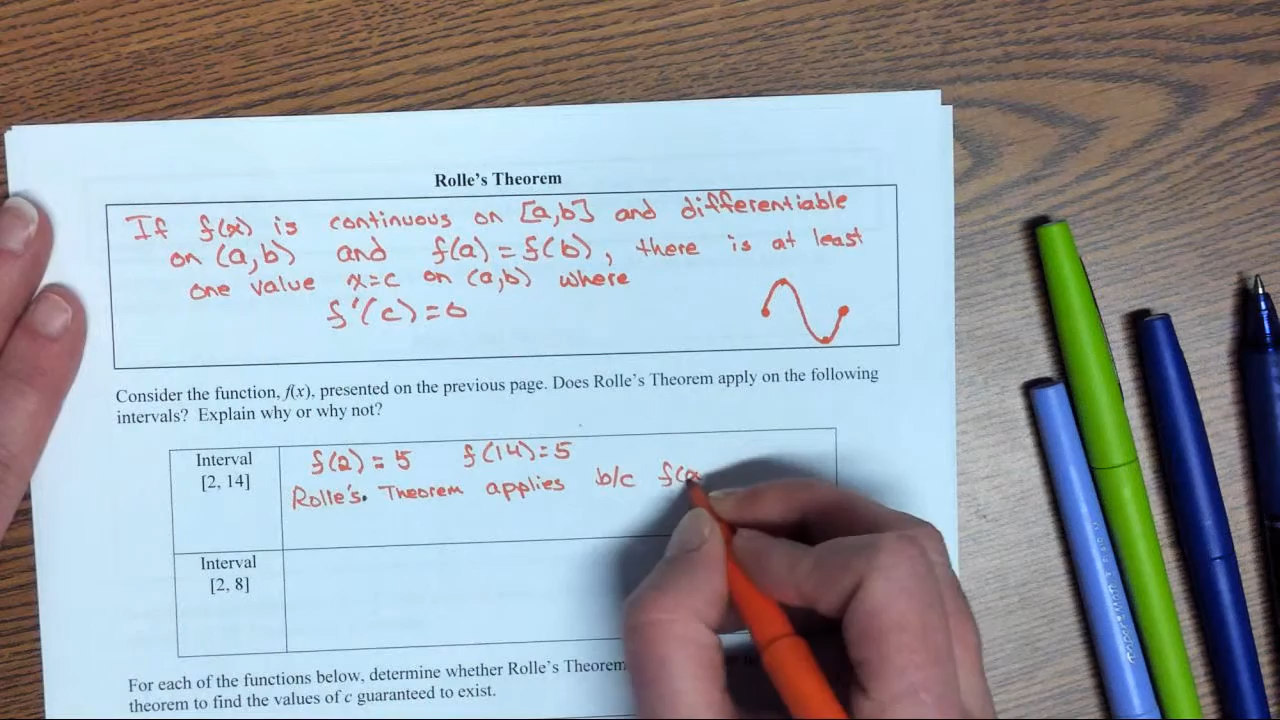 Rolle's Theorem
If f(x) is continuous on [a,b] and differentiable
on (a,b) and f(a) = f(b), there is at least
one value x=c on (a,b) where
f'(c)=0
Consider the function, f(x), presented on the previous page. Does Rolle's Theorem apply on the following
intervals? Explain why or why not?
Interval
[2, 14]
f(2) = 5 f(14) = 5
Rolle's Theorem applies b/c
Interval
[2, 8]
For each of the functions below, determine whether Rolle's Theorem
theorem to find the values of c guaranteed to exist.